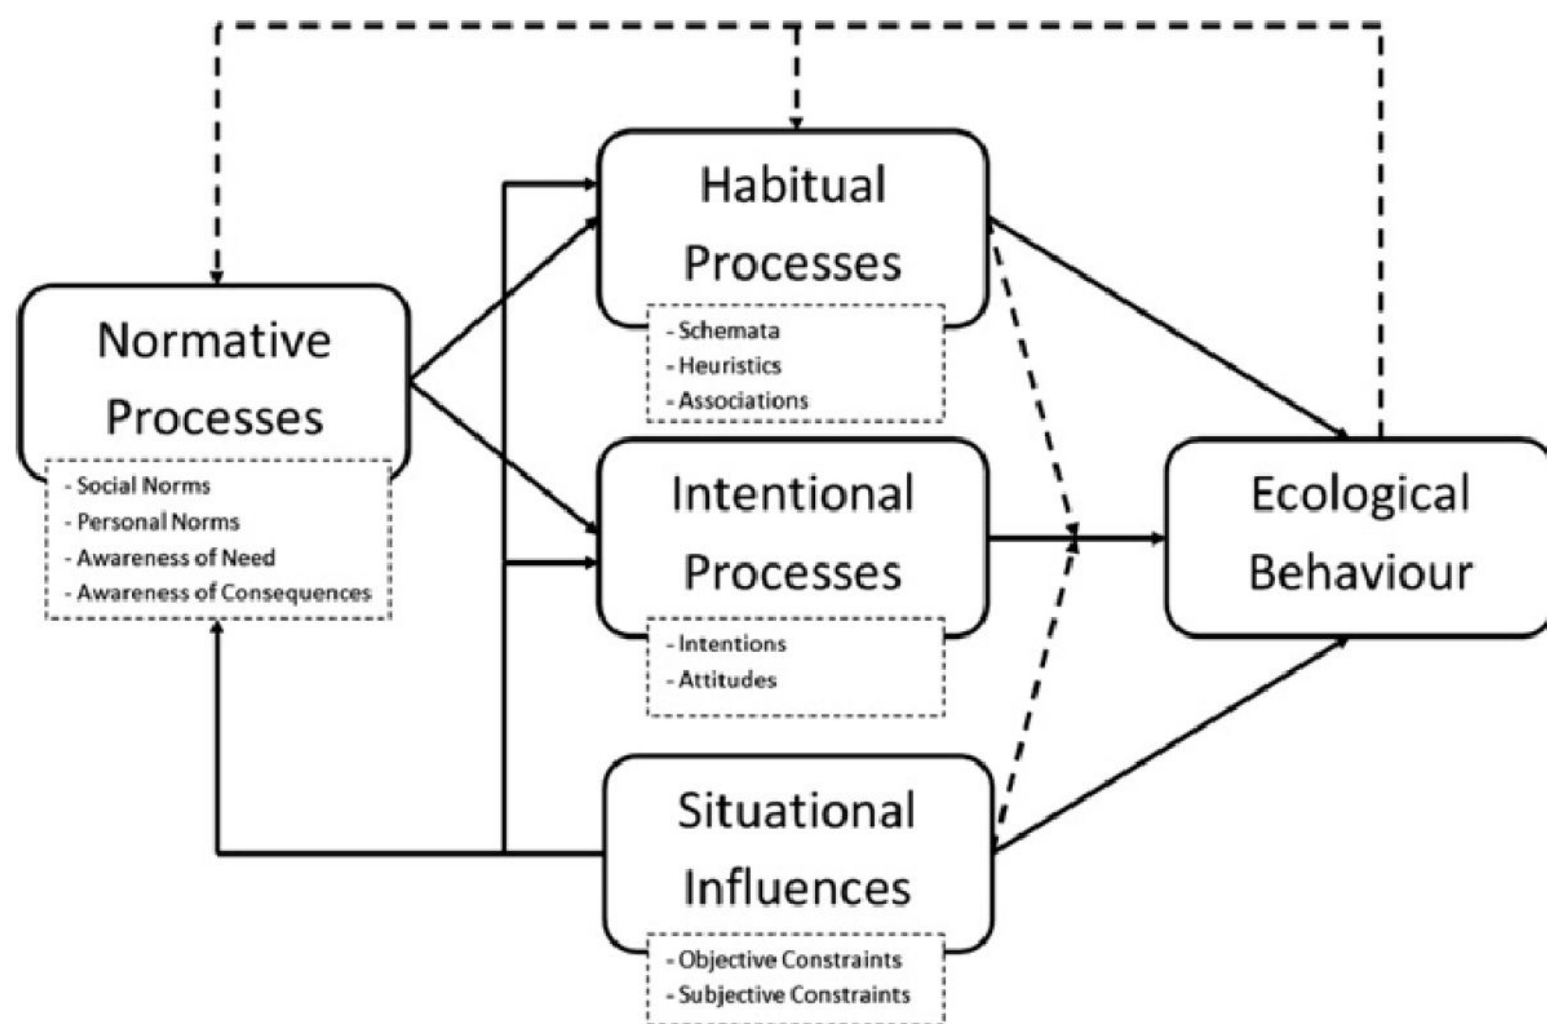 Habitual
Processes
- Schemata
- Heuristics
- Associations
Normative
Processes
- Social Norms
- Personal Norms
- Awareness of Need
- Awareness of Consequences
Intentional
Processes
- Intentions
- Attitudes
Ecological
Behaviour
Situational
Influences
- Objective Constraints
- Subjective Constraints